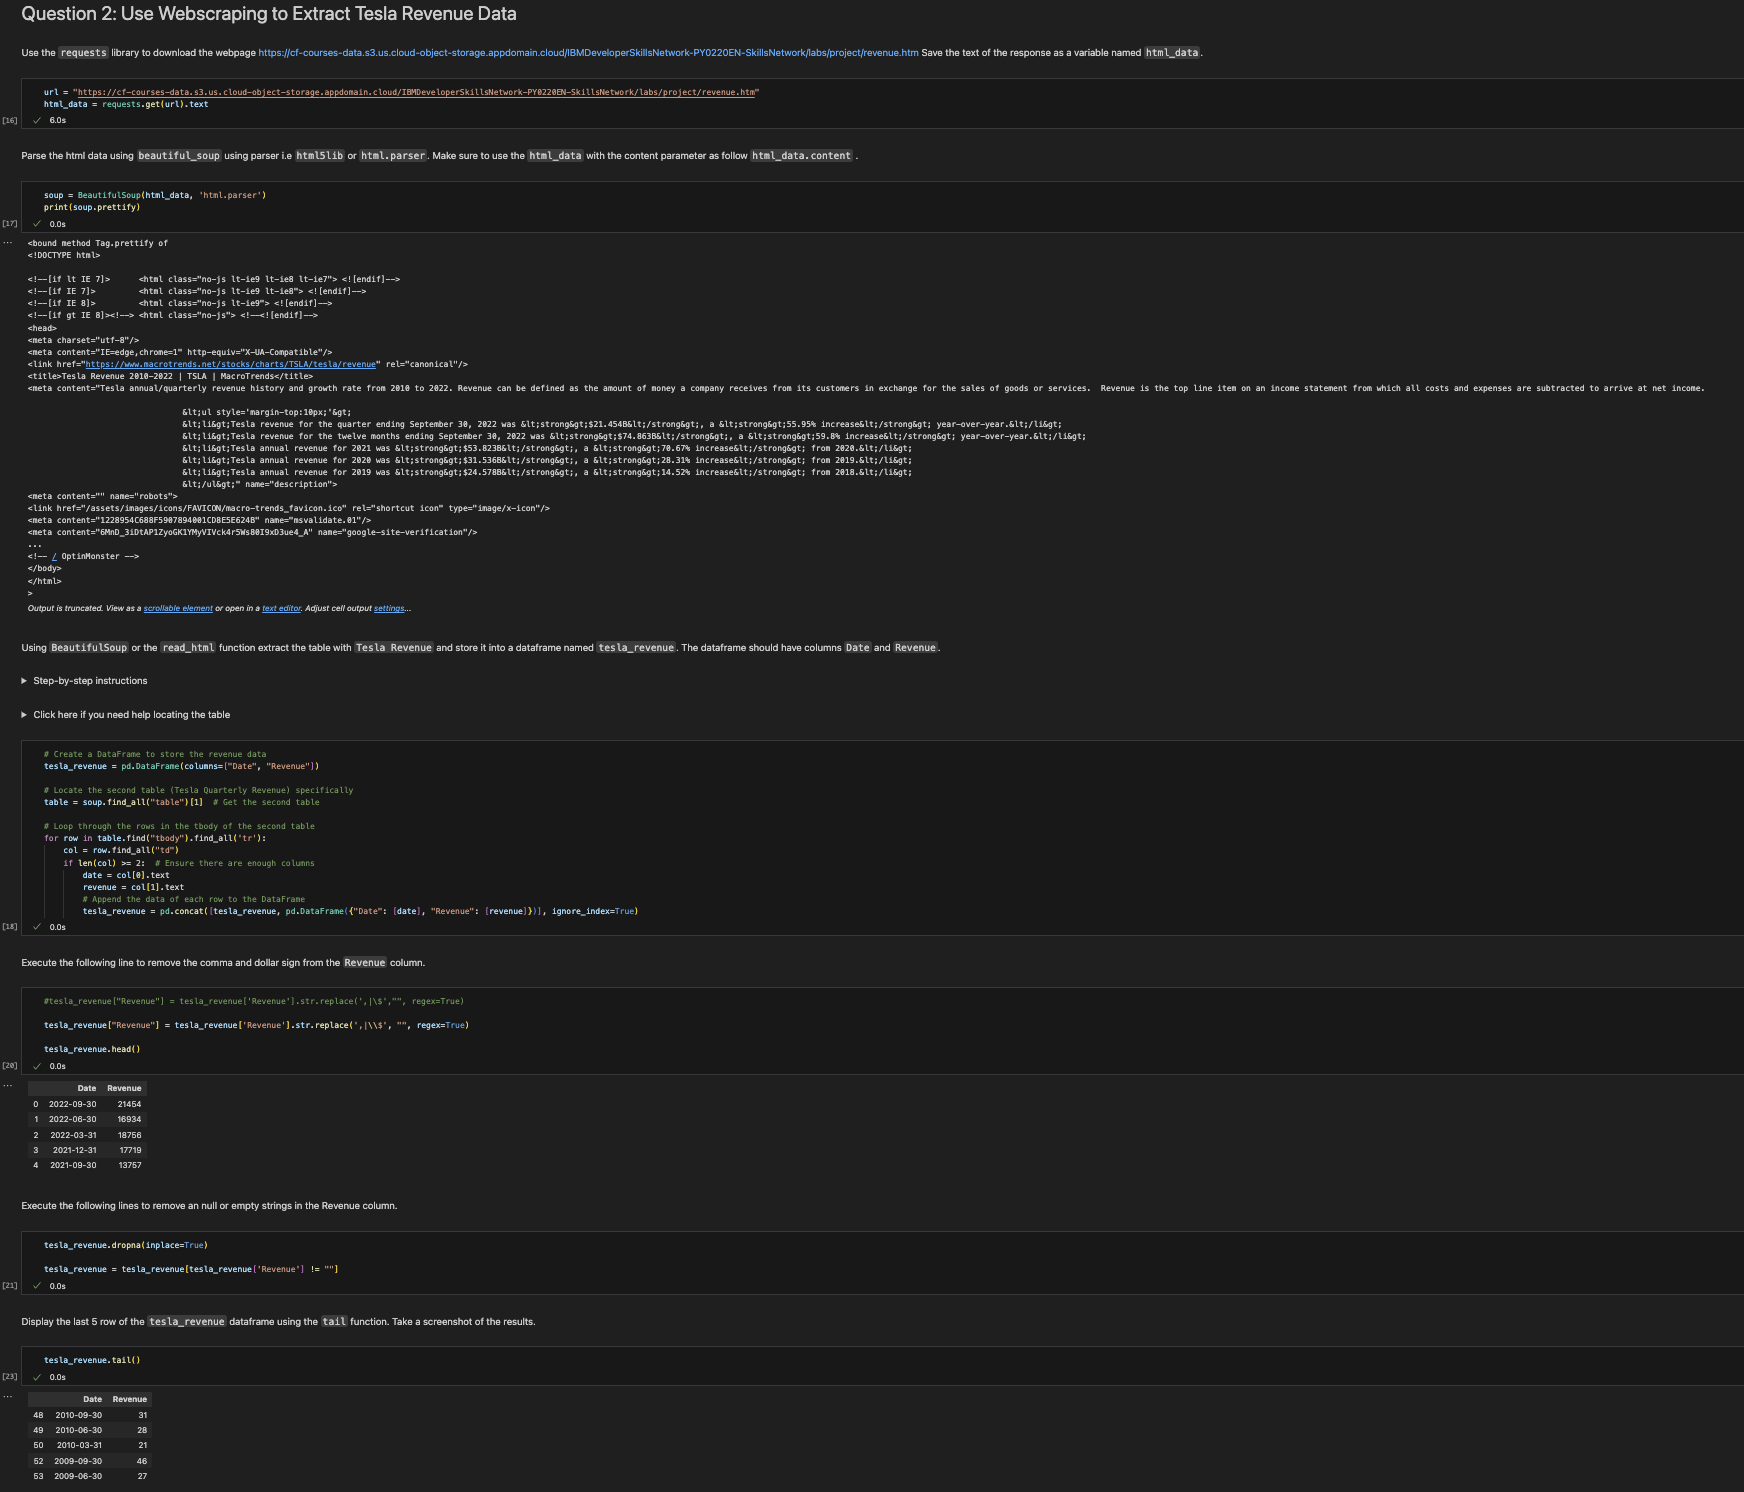 Question 2: Use Webscraping to Extract Tesla Revenue Data
Use the requests library to download the webpage https://cf-courses-data.s3.us.cloud-object-storage.appdomain.cloud/IBMDeveloperSkillsNetwork-PY0220EN-SkillsNetwork/labs/project/revenue.htm Save the text of the response as a variable named html_data.
url = "https://cf-courses-data.s3.us.cloud-object-storage.appdomain.cloud/IBMDeveloperSkillsNetwork-PY0220EN-SkillsNetwork/labs/project/revenue.htm"
html_data = requests.get(url).text
[16] ✓ 6.0s
Parse the html data using beautiful_soup using parser i.e html5lib or html.parser. Make sure to use the html_data with the content parameter as follow html_data.content .
soup = BeautifulSoup(html_data, 'html.parser')
print(soup.prettify)
[17] ✓ 0.0s
... <bound method Tag.prettify of
<!DOCTYPE html>
<!--[if lt IE 7]>      <html class="no-js lt-ie9 lt-ie8 lt-ie7"> <![endif]-->
<!--[if IE 7]>         <html class="no-js lt-ie9 lt-ie8"> <![endif]-->
<!--[if IE 8]>         <html class="no-js lt-ie9"> <![endif]-->
<!--[if gt IE 8]><!--> <html class="no-js"> <!--<![endif]-->
<head>
<meta charset="utf-8"/>
<meta content="IE=edge,chrome=1" http-equiv="X-UA-Compatible"/>
<link href="https://www.macrotrends.net/stocks/charts/TSLA/tesla/revenue" rel="canonical"/>
<title>Tesla Revenue 2010-2022 | TSLA | MacroTrends</title>
<meta content="Tesla annual/quarterly revenue history and growth rate from 2010 to 2022. Revenue can be defined as the amount of money a company receives from its customers in exchange for the sales of goods or services.  Revenue is the top line item on an income statement from which all costs and expenses are subtracted to arrive at net income.
&lt;ul style='margin-top:10px;'&gt;
&lt;li&gt;Tesla revenue for the quarter ending September 30, 2022 was &lt;strong&gt;$21.454B&lt;/strong&gt;, a &lt;strong&gt;55.95% increase&lt;/strong&gt; year-over-year.&lt;/li&gt;
&lt;li&gt;Tesla revenue for the twelve months ending September 30, 2022 was &lt;strong&gt;$74.863B&lt;/strong&gt;, a &lt;strong&gt;59.8% increase&lt;/strong&gt; year-over-year.&lt;/li&gt;
&lt;li&gt;Tesla annual revenue for 2021 was &lt;strong&gt;$53.823B&lt;/strong&gt;, a &lt;strong&gt;70.67% increase&lt;/strong&gt; from 2020.&lt;/li&gt;
&lt;li&gt;Tesla annual revenue for 2020 was &lt;strong&gt;$31.536B&lt;/strong&gt;, a &lt;strong&gt;28.31% increase&lt;/strong&gt; from 2019.&lt;/li&gt;
&lt;li&gt;Tesla annual revenue for 2019 was &lt;strong&gt;$24.578B&lt;/strong&gt;, a &lt;strong&gt;14.52% increase&lt;/strong&gt; from 2018.&lt;/li&gt;
&lt;/ul&gt;" name="description">
<meta content="" name="robots">
<link href="/assets/images/icons/FAVICON/macro-trends_favicon.ico" rel="shortcut icon" type="image/x-icon"/>
<meta content="1228954C688F5907894001CD8E5E624B" name="msvalidate.01"/>
<meta content="6MnD_3iDtAP1ZyoGK1YMyVIVck4r5Ws80I9xD3ue4_A" name="google-site-verification"/>
...
<!-- / OptinMonster -->
</body>
</html>
>
Output is truncated. View as a scrollable element or open in a text editor. Adjust cell output settings...
Using BeautifulSoup or the read_html function extract the table with Tesla Revenue and store it into a dataframe named tesla_revenue. The dataframe should have columns Date and Revenue.
▶ Step-by-step instructions
▶ Click here if you need help locating the table
# Create a DataFrame to store the revenue data
tesla_revenue = pd.DataFrame(columns=["Date", "Revenue"])
# Locate the second table (Tesla Quarterly Revenue) specifically
table = soup.find_all("table")[1]  # Get the second table
# Loop through the rows in the tbody of the second table
for row in table.find("tbody").find_all('tr'):
col = row.find_all("td")
if len(col) >= 2:  # Ensure there are enough columns
date = col[0].text
revenue = col[1].text
# Append the data of each row to the DataFrame
tesla_revenue = pd.concat([tesla_revenue, pd.DataFrame({"Date": [date], "Revenue": [revenue]})], ignore_index=True)
[18] ✓ 0.0s
Execute the following line to remove the comma and dollar sign from the Revenue column.
#tesla_revenue["Revenue"] = tesla_revenue['Revenue'].str.replace(',|\$',"", regex=True)
tesla_revenue["Revenue"] = tesla_revenue['Revenue'].str.replace(',|\\$', "", regex=True)
tesla_revenue.head()
[20] ✓ 0.0s
... Date Revenue
0 2022-09-30 21454
1 2022-06-30 16934
2 2022-03-31 18756
3 2021-12-31 17719
4 2021-09-30 13757
Execute the following lines to remove an null or empty strings in the Revenue column.
tesla_revenue.dropna(inplace=True)
tesla_revenue = tesla_revenue[tesla_revenue['Revenue'] != ""]
[21] ✓ 0.0s
Display the last 5 row of the tesla_revenue dataframe using the tail function. Take a screenshot of the results.
tesla_revenue.tail()
[23] ✓ 0.0s
... Date Revenue
48 2010-09-30 31
49 2010-06-30 28
50 2010-03-31 21
52 2009-09-30 46
53 2009-06-30 27